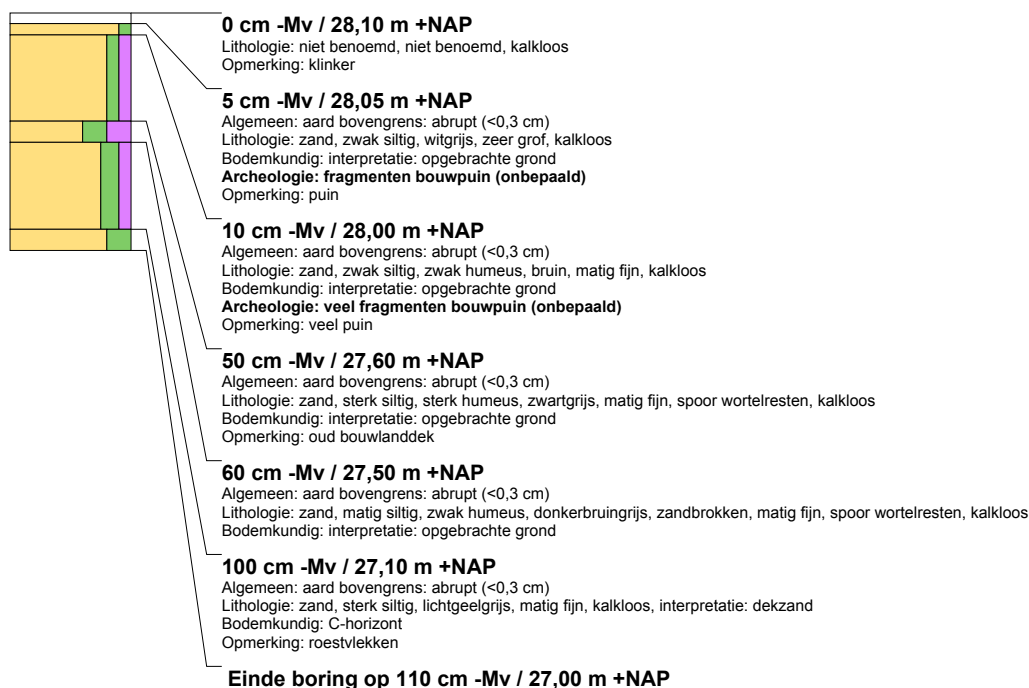 0 cm -Mv / 28,10 m +NAP
Lithologie: niet benoemd, niet benoemd, kalkloos
Opmerking: klinker
5 cm -Mv / 28,05 m +NAP
Algemeen: aard bovengrens: abrupt (<0,3 cm)
Lithologie: zand, zwak siltig, witgrijs, zeer grof, kalkloos
Bodemkundig: interpretatie: opgebrachte grond
Archeologie: fragmenten bouwpuin (onbepaald)
Opmerking: puin
10 cm -Mv / 28,00 m +NAP
Algemeen: aard bovengrens: abrupt (<0,3 cm)
Lithologie: zand, zwak siltig, zwak humeus, bruin, matig fijn, kalkloos
Bodemkundig: interpretatie: opgebrachte grond
Archeologie: veel fragmenten bouwpuin (onbepaald)
Opmerking: veel puin
50 cm -Mv / 27,60 m +NAP
Algemeen: aard bovengrens: abrupt (<0,3 cm)
Lithologie: zand, sterk siltig, sterk humeus, zwartgrijs, matig fijn, spoor wortelresten, kalkloos
Bodemkundig: interpretatie: opgebrachte grond
Opmerking: oud bouwlanddek
60 cm -Mv / 27,50 m +NAP
Algemeen: aard bovengrens: abrupt (<0,3 cm)
Lithologie: zand, matig siltig, zwak humeus, donkerbruingrijs, zandbrokken, matig fijn, spoor wortelresten, kalkloos
Bodemkundig: interpretatie: opgebrachte grond
100 cm -Mv / 27,10 m +NAP
Algemeen: aard bovengrens: abrupt (<0,3 cm)
Lithologie: zand, sterk siltig, lichtgeelgrijs, matig fijn, kalkloos, interpretatie: dekzand
Bodemkundig: C-horizont
Opmerking: roestvlekken
Einde boring op 110 cm -Mv / 27,00 m +NAP